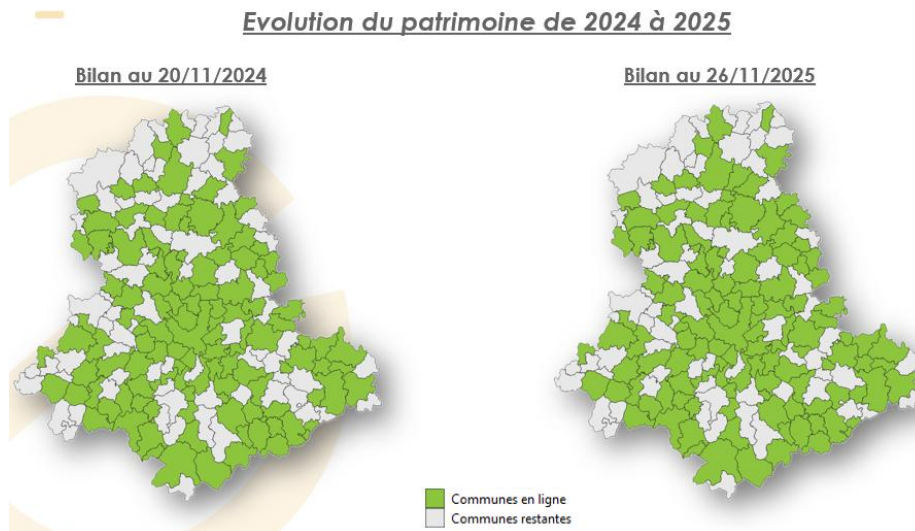 Evolution du patrimoine de 2024 à 2025
Bilan au 20/11/2024
Bilan au 26/11/2025
Communes en ligne
Communes restantes